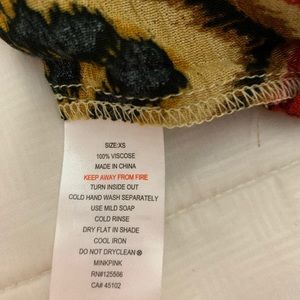 SIZE:XS
100% VISCOSE
MADE IN CHINA
KEEP AWAY FROM FIRE
TURN INSIDE OUT
COLD HAND WASH SEPARATELY
USE MILD SOAP
COLD RINSE
DRY FLAT IN SHADE
COOL IRON
DO NOT DRYCLEAN ®
MINKPINK
RN#125566
CA# 45102